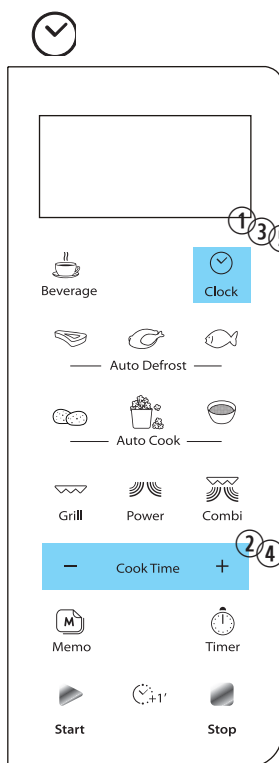 ① ③
Beverage Clock
Auto Defrost
Auto Cook
Grill Power Combi
② ④
− Cook Time +
M
Memo Timer
+1′
Start Stop